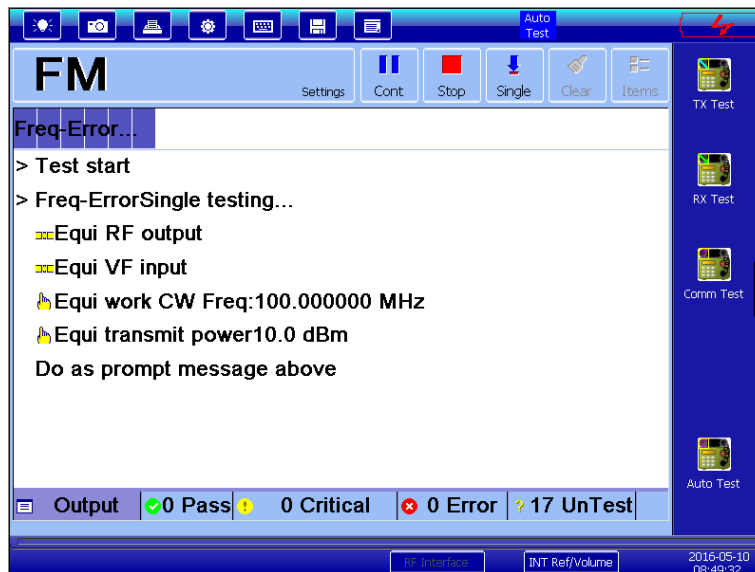 Auto
Test
FM
Settings
Cont
Stop
Single
Clear
Items
TX Test
Freq-Error...
> Test start
> Freq-ErrorSingle testing...
Equi RF output
Equi VF input
Equi work CW Freq:100.000000 MHz
Equi transmit power10.0 dBm
Do as prompt message above
RX Test
Comm Test
Auto Test
Output
0 Pass
! 0 Critical
0 Error
? 17 UnTest
RF Interface
INT Ref/Volume
2016-05-10
08:49:32